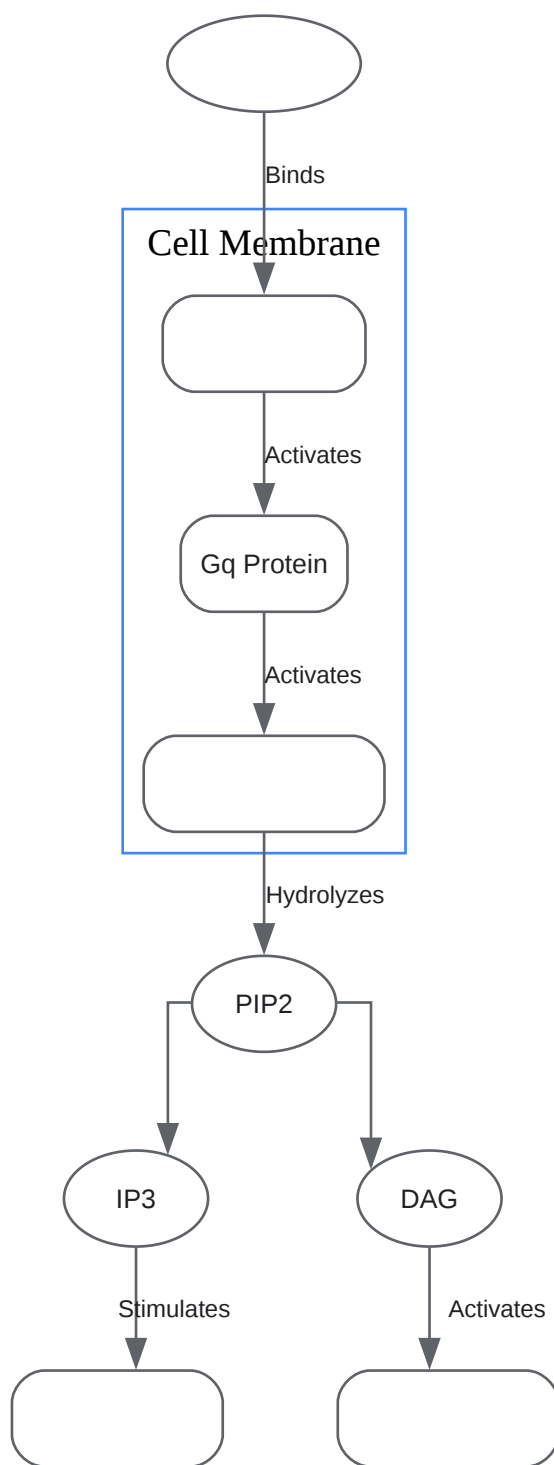 Binds
Cell Membrane
Activates
Gq Protein
Activates
Hydrolyzes
PIP2
IP3
DAG
Stimulates
Activates